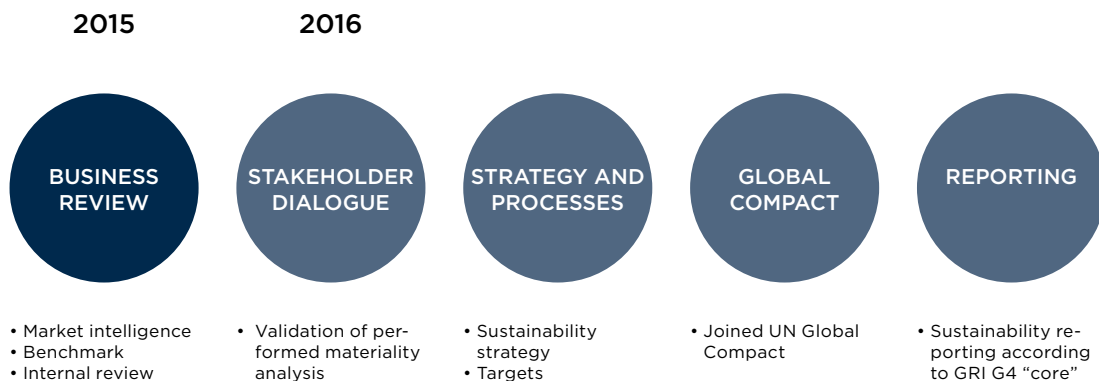 2015
2016
BUSINESS
REVIEW
STAKEHOLDER
DIALOGUE
STRATEGY AND
PROCESSES
GLOBAL
COMPACT
REPORTING
• Market intelligence
• Benchmark
• Internal review
• Validation of per-
formed materiality
analysis
• Sustainability
strategy
• Targets
• Joined UN Global
Compact
• Sustainability re-
porting according
to GRI G4 “core”